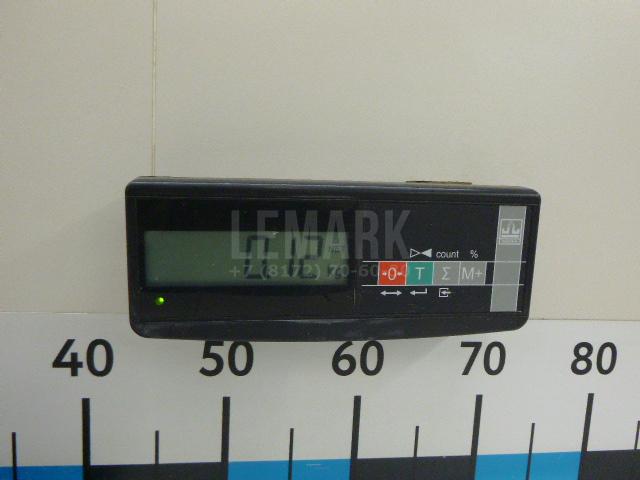 LEMARK
+7 (8172) 70-60
count %
→0← T Σ M+
40 50 60 70 80